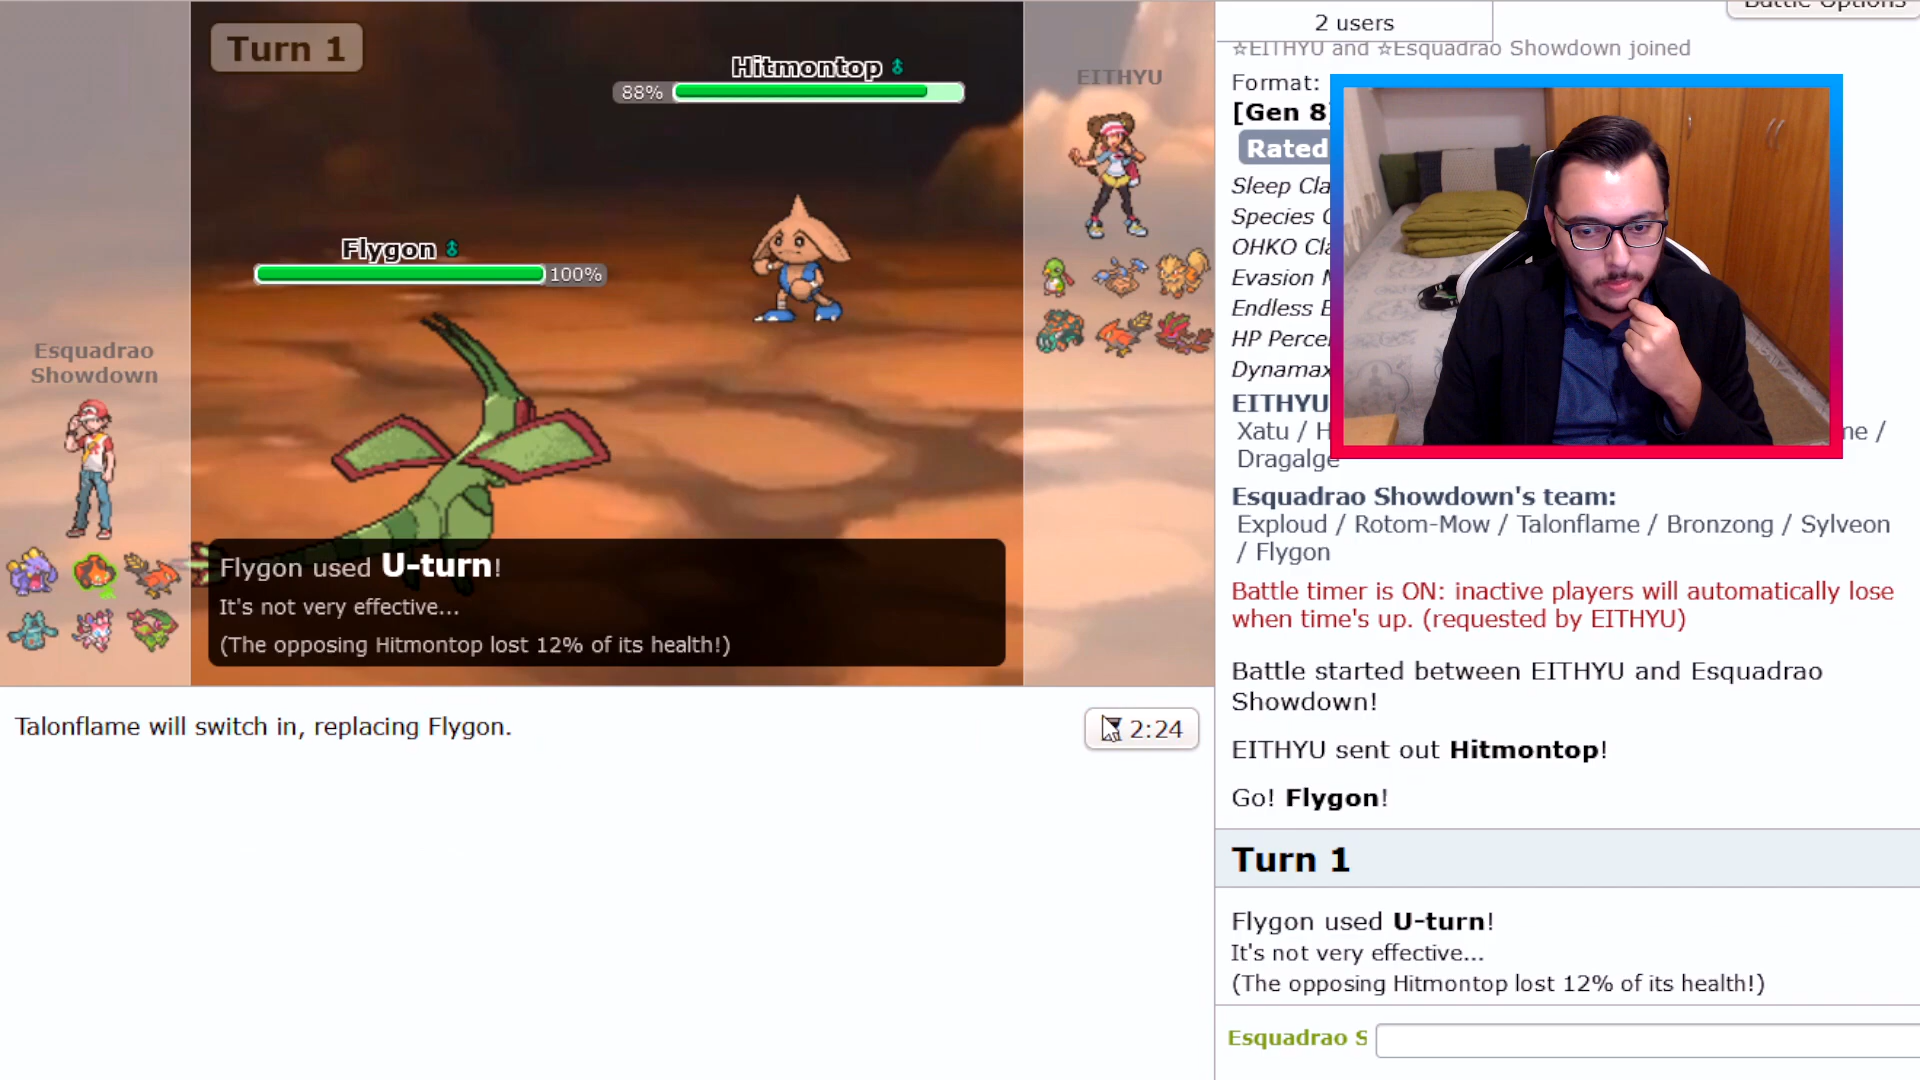 Turn 1
Hitmontop
88%
EITHYU
Flygon
100%
Esquadrao
Showdown
Flygon used U-turn!
It's not very effective...
(The opposing Hitmontop lost 12% of its health!)
Talonflame will switch in, replacing Flygon.
2:24
2 users
Battle Options
☆EITHYU and ☆Esquadrao Showdown joined
Format:
[Gen 8]
Rated
Sleep Cla
Species C
OHKO Cla
Evasion M
Endless B
HP Percen
Dynamax
EITHYU
Xatu / H
me /
Dragalge
Esquadrao Showdown's team:
Exploud / Rotom-Mow / Talonflame / Bronzong / Sylveon
/ Flygon
Battle timer is ON: inactive players will automatically lose
when time's up. (requested by EITHYU)
Battle started between EITHYU and Esquadrao
Showdown!
EITHYU sent out Hitmontop!
Go! Flygon!
Turn 1
Flygon used U-turn!
It's not very effective...
(The opposing Hitmontop lost 12% of its health!)
Esquadrao S